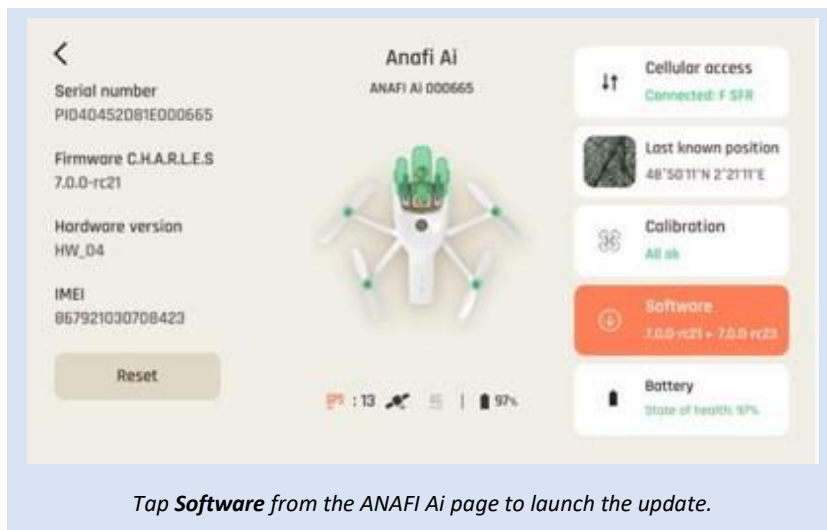 Anafi Ai
ANAFI Ai 000665
Serial number
PI040452081E000665
Firmware C.H.A.R.L.E.S
7.0.0-rc21
Hardware version
HW_04
IMEI
867921030708423
Reset
GPS : 13 | 97%
Cellular access
Connected: F SFR
Last known position
48°50'11"N 2°21'11"E
Calibration
All ok
Software
7.0.0-rc21 ▸ 7.0.0-rc23
Battery
State of health: 97%
Tap Software from the ANAFI Ai page to launch the update.